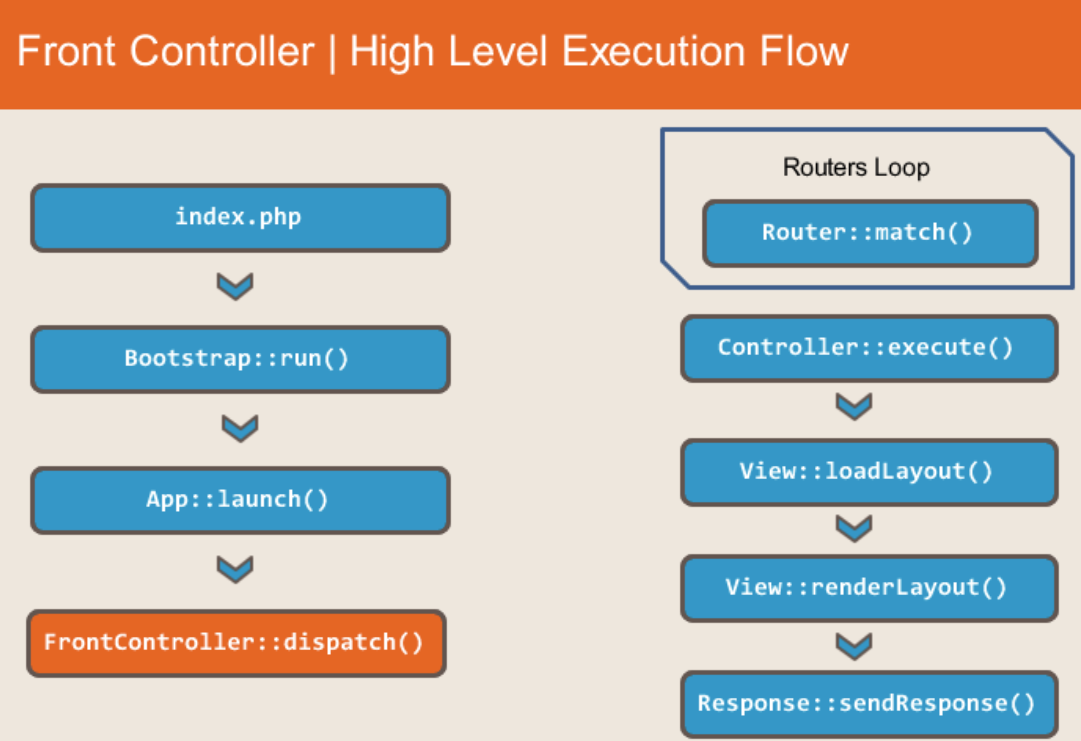 Front Controller | High Level Execution Flow
index.php
Bootstrap::run()
App::launch()
FrontController::dispatch()
Routers Loop
Router::match()
Controller::execute()
View::loadLayout()
View::renderLayout()
Response::sendResponse()